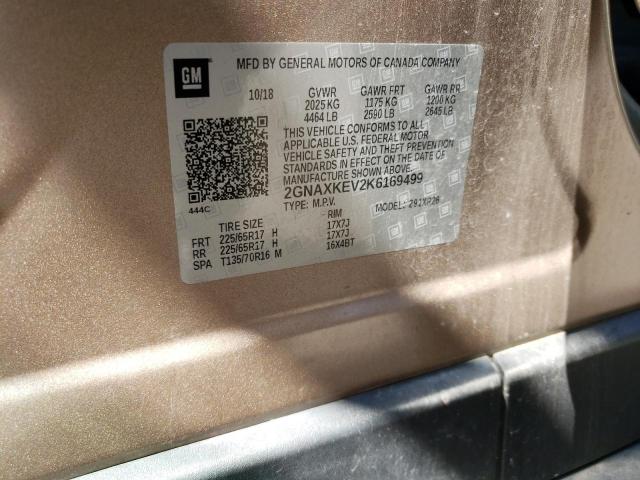 GM
MFD BY GENERAL MOTORS OF CANADA COMPANY
10/18 GVWR GAWR FRT GAWR RR
2025 KG 1175 KG 1200 KG
4464 LB 2590 LB 2645 LB
THIS VEHICLE CONFORMS TO ALL
APPLICABLE U.S. FEDERAL MOTOR
VEHICLE SAFETY AND THEFT PREVENTION
STANDARDS IN EFFECT ON THE DATE OF
MANUFACTURE SHOWN ABOVE.
2GNAXKEV2K6169499
444C TYPE: M.P.V. MODEL:
TIRE SIZE RIM
FRT 225/65R17 H 17X7J
RR 225/65R17 H 17X7J
SPA T135/70R16 M 16X4BT